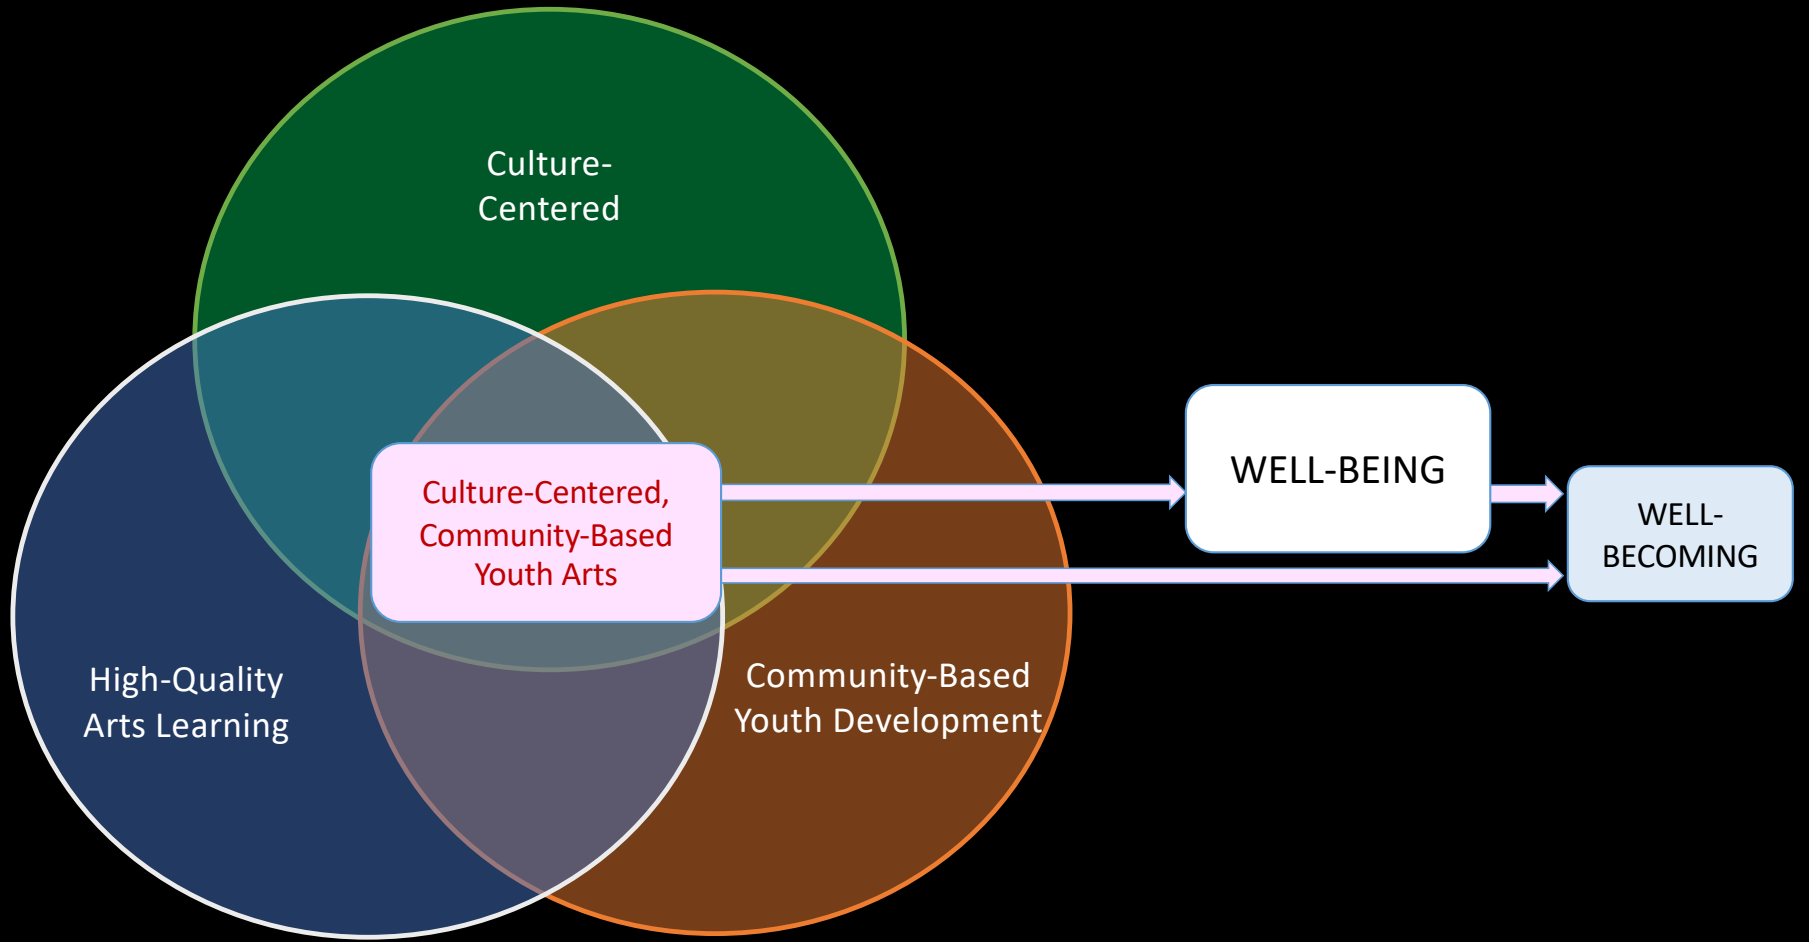 Culture-
Centered
Culture-Centered,
Community-Based
Youth Arts
WELL-BEING
WELL-
BECOMING
High-Quality
Arts Learning
Community-Based
Youth Development